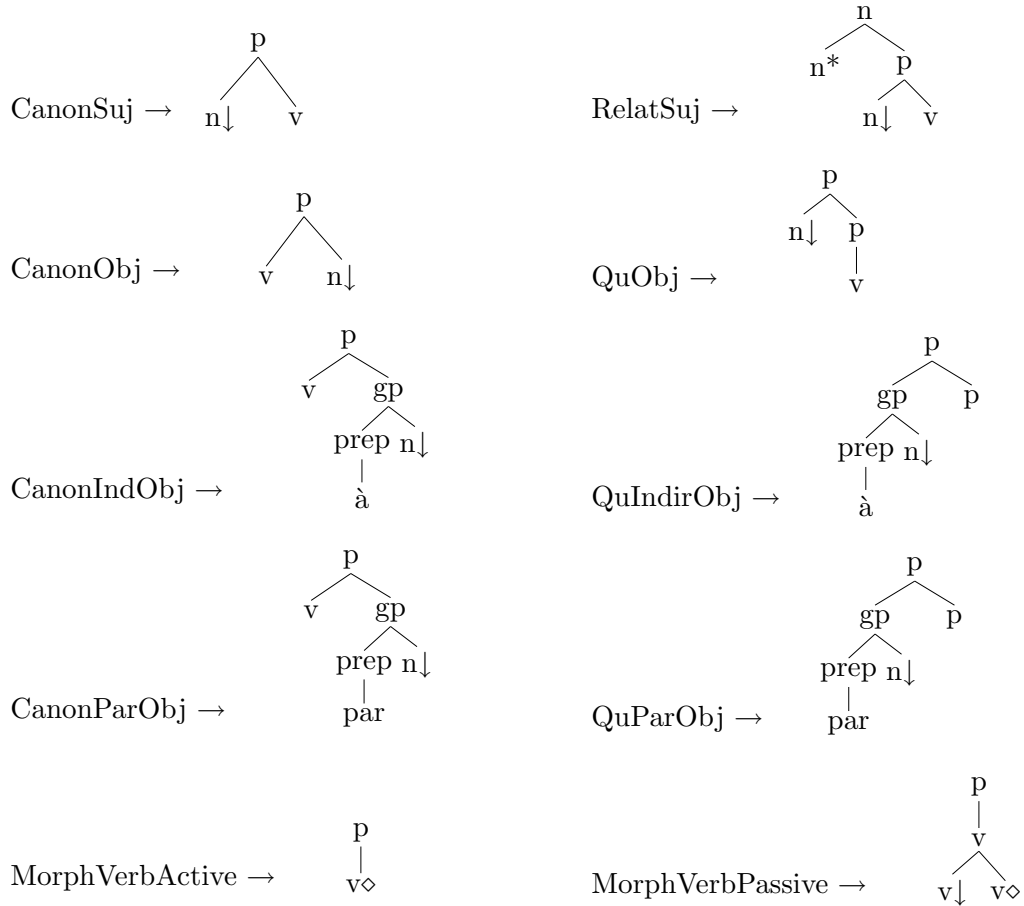 p
n↓ v
CanonSuj →
n
n* p
n↓ v
RelatSuj →
p
v n↓
CanonObj →
p
n↓ p
v
QuObj →
p
v gp
prep n↓
à
CanonIndObj →
p
gp p
prep n↓
à
QuIndirObj →
p
v gp
prep n↓
par
CanonParObj →
p
gp p
prep n↓
par
QuParObj →
p
v⋄
MorphVerbActive →
p
v
v↓ v⋄
MorphVerbPassive →